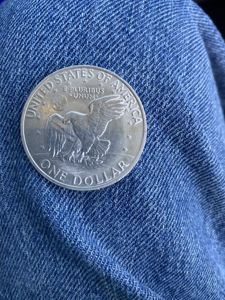 UNITED STATES OF AMERICA
E PLURIBUS
UNUM
ONE DOLLAR